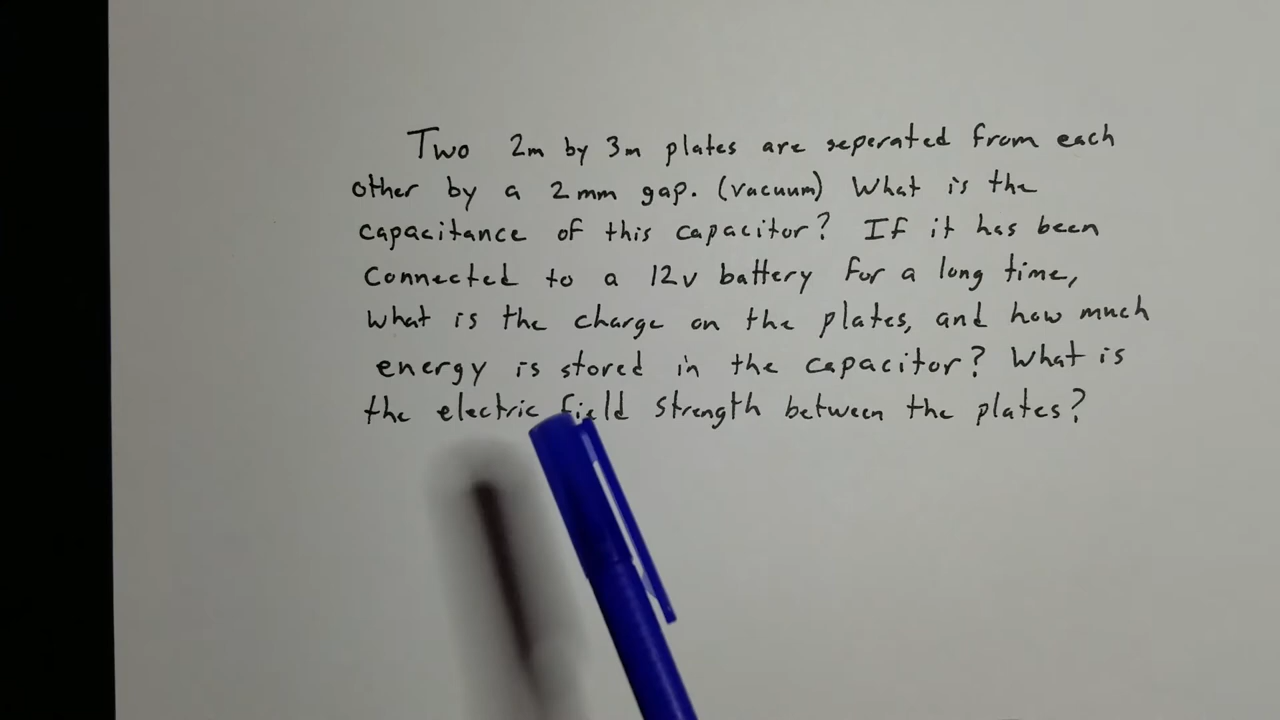 Two 2m by 3m plates are seperated from each
other by a 2mm gap. (vacuum) What is the
capacitance of this capacitor? If it has been
connected to a 12v battery for a long time,
what is the charge on the plates, and how much
energy is stored in the capacitor? What is
the electric field strength between the plates?